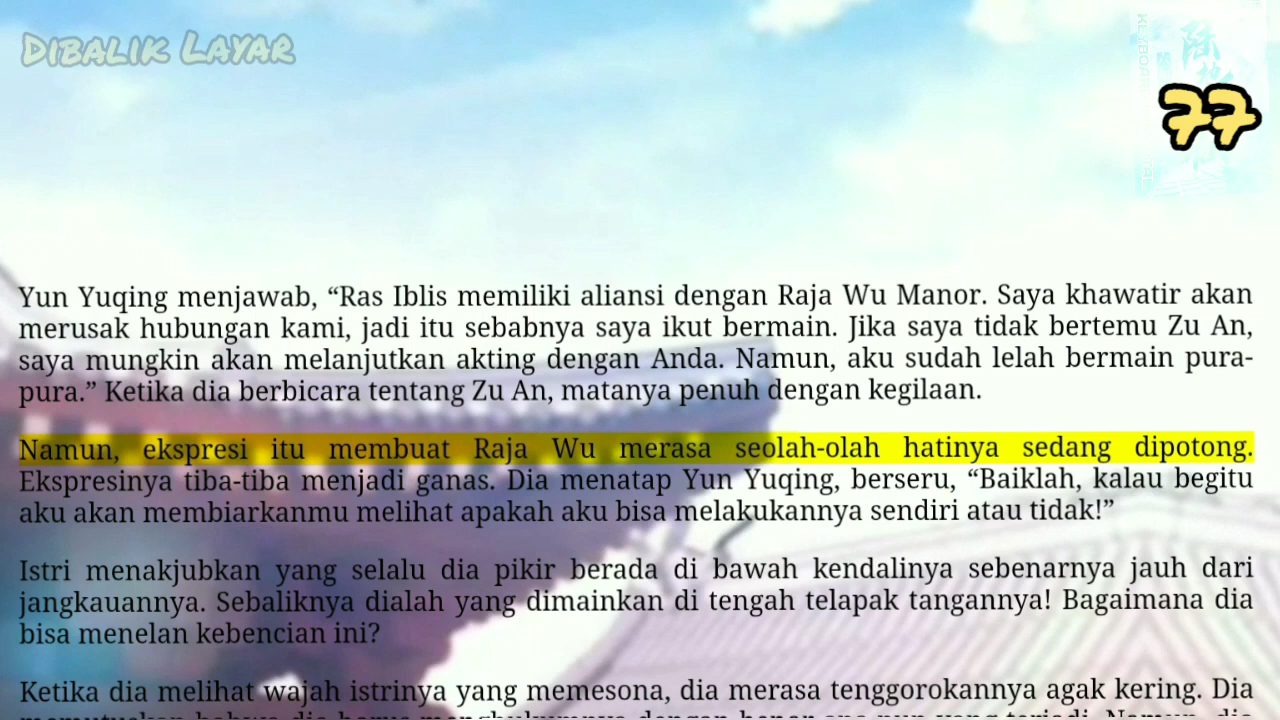 Dibalik Layar
77
Yun Yuqing menjawab, “Ras Iblis memiliki aliansi dengan Raja Wu Manor. Saya khawatir akan
merusak hubungan kami, jadi itu sebabnya saya ikut bermain. Jika saya tidak bertemu Zu An,
saya mungkin akan melanjutkan akting dengan Anda. Namun, aku sudah lelah bermain pura-
pura.” Ketika dia berbicara tentang Zu An, matanya penuh dengan kegilaan.
Namun, ekspresi itu membuat Raja Wu merasa seolah-olah hatinya sedang dipotong.
Ekspresinya tiba-tiba menjadi ganas. Dia menatap Yun Yuqing, berseru, “Baiklah, kalau begitu
aku akan membiarkanmu melihat apakah aku bisa melakukannya sendiri atau tidak!”
Istri menakjubkan yang selalu dia pikir berada di bawah kendalinya sebenarnya jauh dari
jangkauannya. Sebaliknya dialah yang dimainkan di tengah telapak tangannya! Bagaimana dia
bisa menelan kebencian ini?
Ketika dia melihat wajah istrinya yang memesona, dia merasa tenggorokannya agak kering. Dia